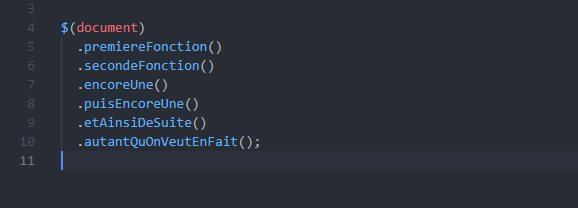 3
4 $(document)
5 .premiereFonction()
6 .secondeFonction()
7 .encoreUne()
8 .puisEncoreUne()
9 .etAinsiDeSuite()
10 .autantQuOnVeutEnFait();
11